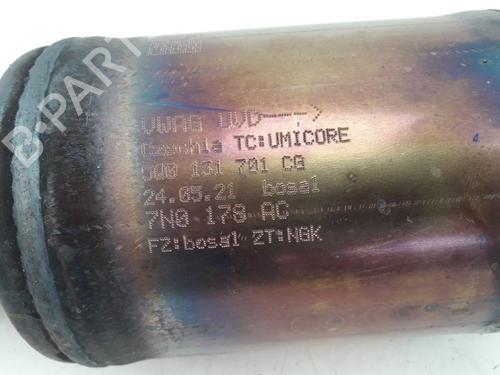 VWAG DVD--->
Czechia TC:UMICORE
5Q0 131 701 CG
24.05.21 bosal
7N0 178 AC
FZ:bosal ZT:NGK
B-PARTS